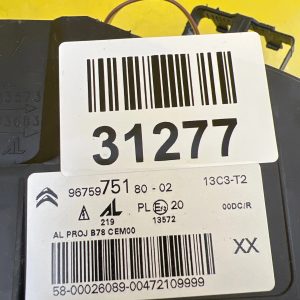 31277
96759751 80 - 02 13C3-T2
AL 219 PL E2 20 13572 00DC/R
AL PROJ B78 CEM00
XX
58-00026089-00472109999